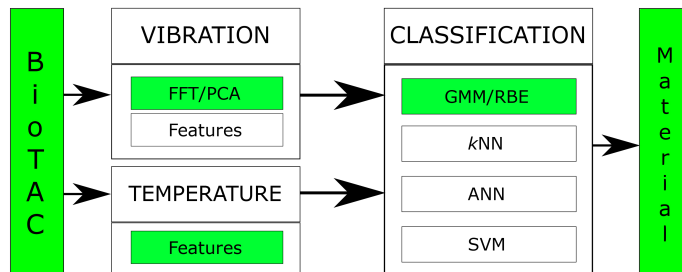 BioTAC
VIBRATION
FFT/PCA
Features
TEMPERATURE
Features
CLASSIFICATION
GMM/RBE
kNN
ANN
SVM
Material